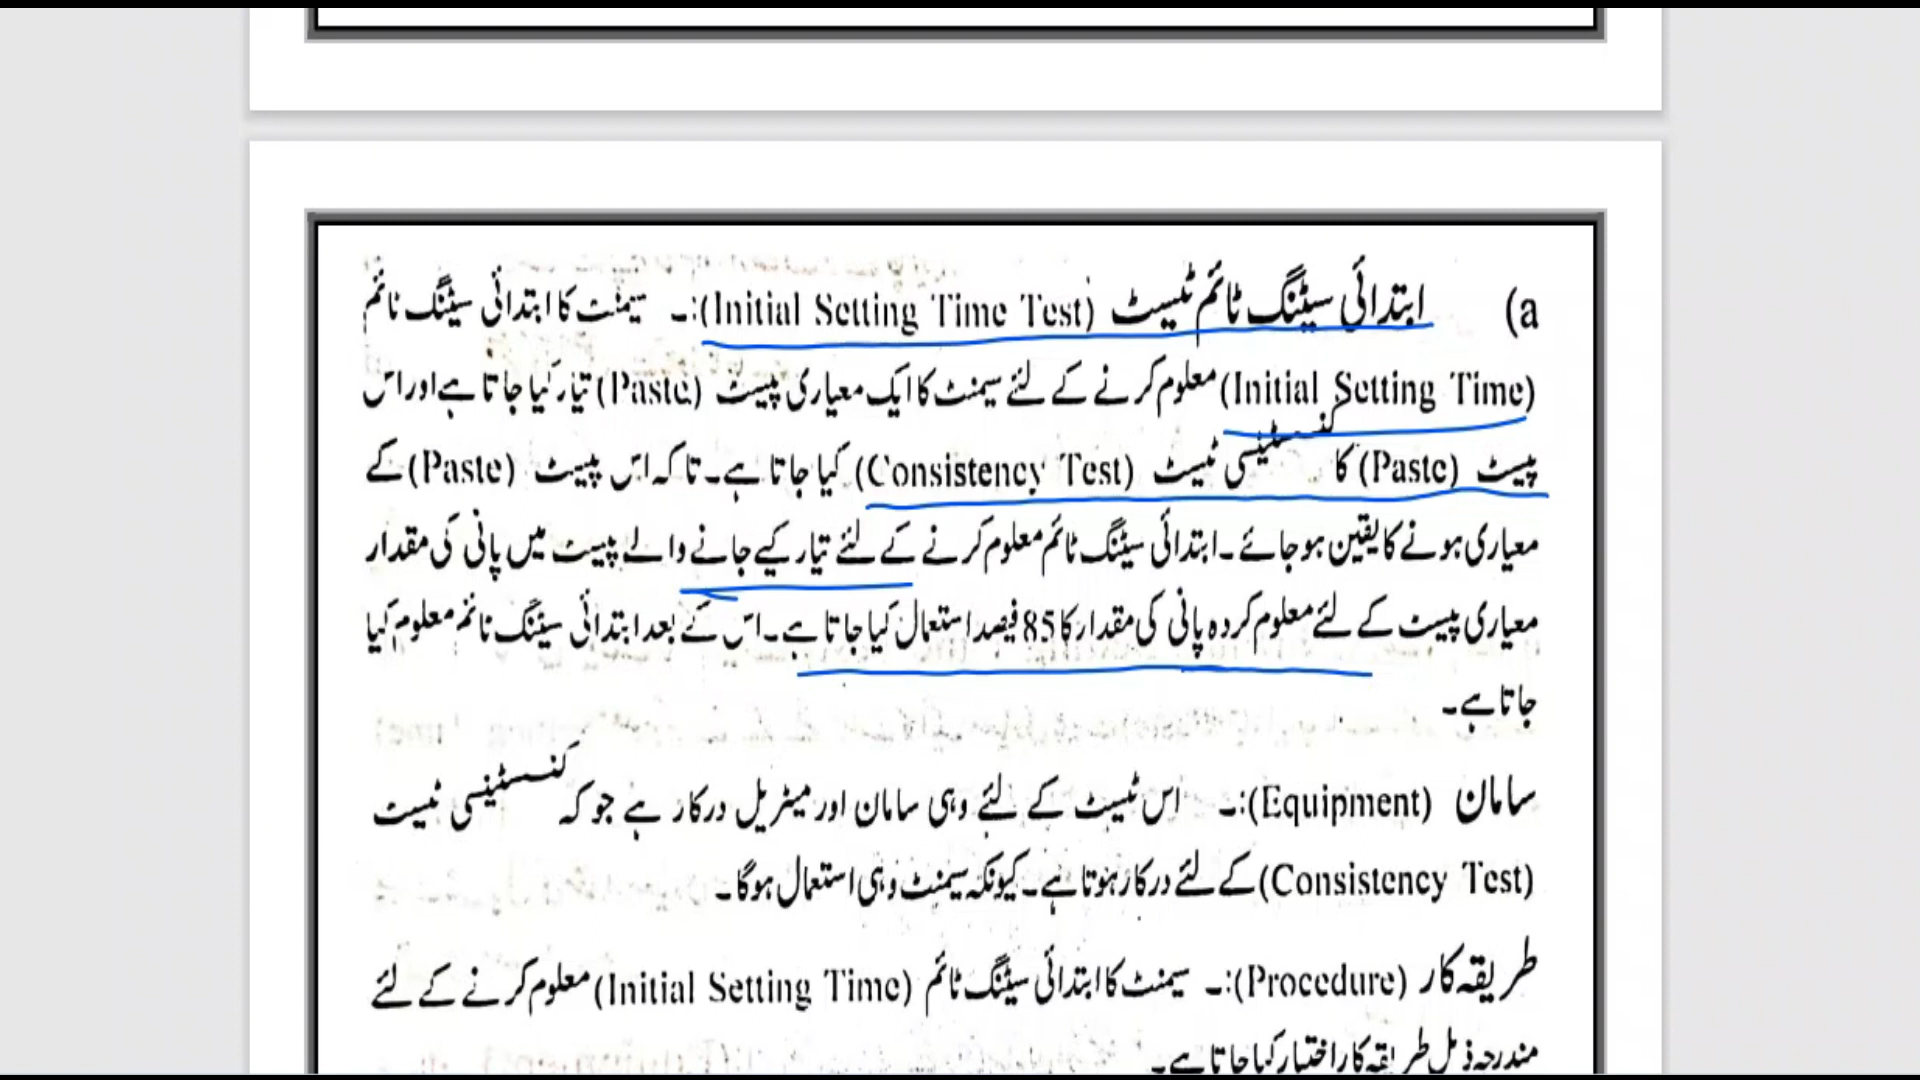 (a ابتدائی سیٹنگ ٹائم ٹیسٹ (Initial Setting Time Test):۔ سیمنٹ کا ابتدائی سیٹنگ ٹائم
(Initial Setting Time) معلوم کرنے کے لئے سیمنٹ کا ایک معیاری پیسٹ (Paste) تیار کیا جاتا ہے اور اس
پیسٹ (Paste) کا کنسسٹینسی ٹیسٹ (Consistency Test) کیا جاتا ہے۔ تاکہ اس پیسٹ (Paste) کے
معیاری ہونے کا یقین ہو جائے۔ ابتدائی سیٹنگ ٹائم معلوم کرنے کے لئے تیار کیے جانے والے پیسٹ میں پانی کی مقدار
معیاری پیسٹ کے لئے معلوم کردہ پانی کی مقدار کا 85 فیصد استعمال کیا جاتا ہے۔ اس کے بعد ابتدائی سیٹنگ ٹائم معلوم کیا
جاتا ہے۔
سامان (Equipment):۔ اس ٹیسٹ کے لئے وہی سامان اور میٹریل درکار ہے جو کہ کنسسٹینسی ٹیسٹ
(Consistency Test) کے لئے درکار ہوتا ہے۔ کیونکہ سیمنٹ وہی استعمال ہوگا۔
طریقہ کار (Procedure):۔ سیمنٹ کا ابتدائی سیٹنگ ٹائم (Initial Setting Time) معلوم کرنے کے لئے
مندرجہ ذیل طریقہ کار اختیار کیا جاتا ہے۔